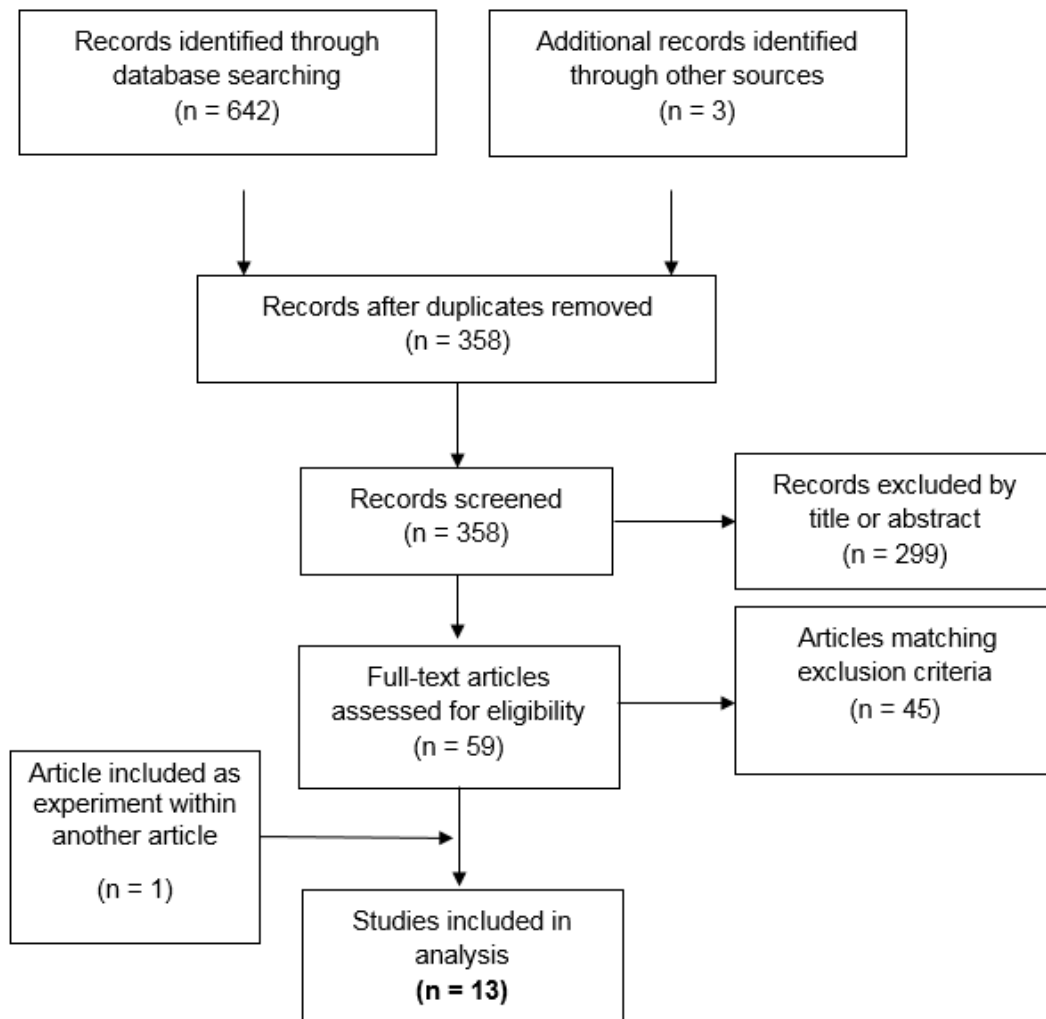 Records identified through
database searching
(n = 642)
Additional records identified
through other sources
(n = 3)
Records after duplicates removed
(n = 358)
Records screened
(n = 358)
Records excluded by
title or abstract
(n = 299)
Full-text articles
assessed for eligibility
(n = 59)
Articles matching
exclusion criteria
(n = 45)
Article included as
experiment within
another article
(n = 1)
Studies included in
analysis
(n = 13)